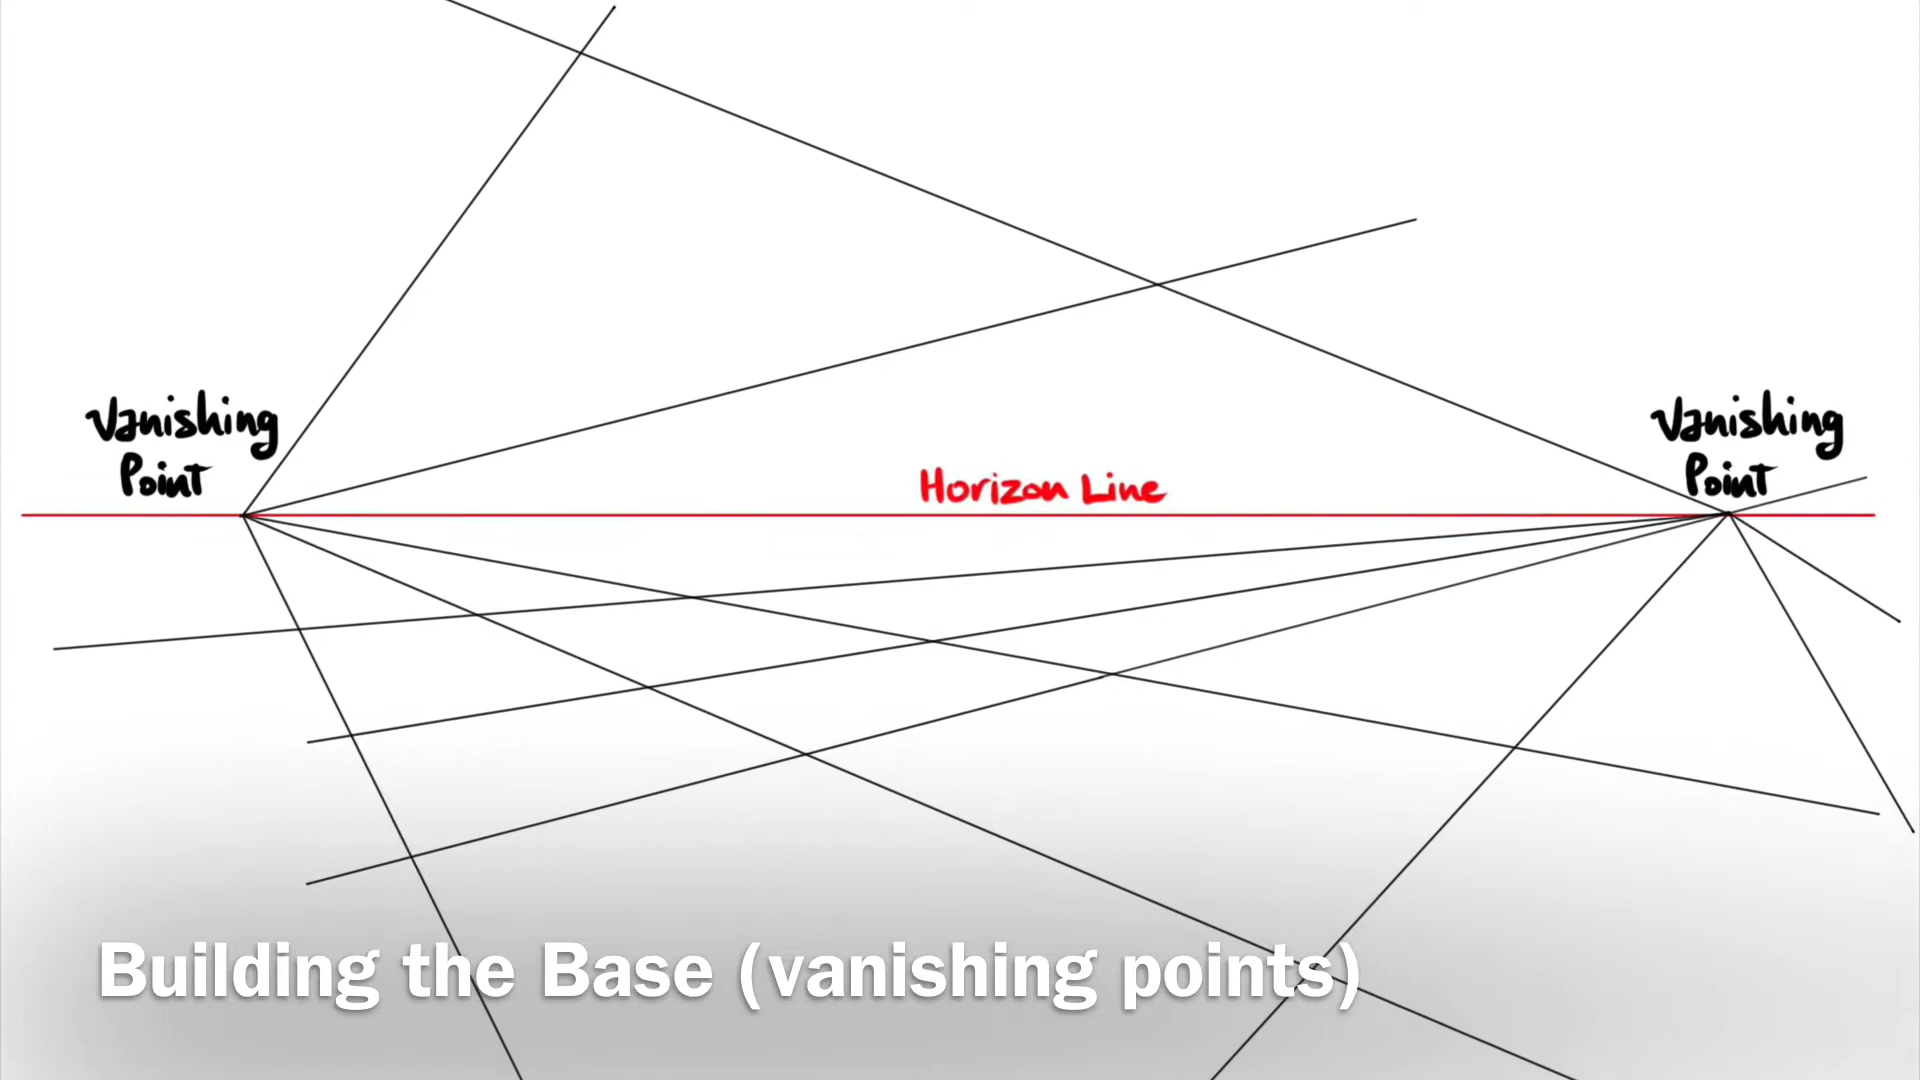 Vanishing
Point
Horizon Line
Vanishing
Point
Building the Base (vanishing points)